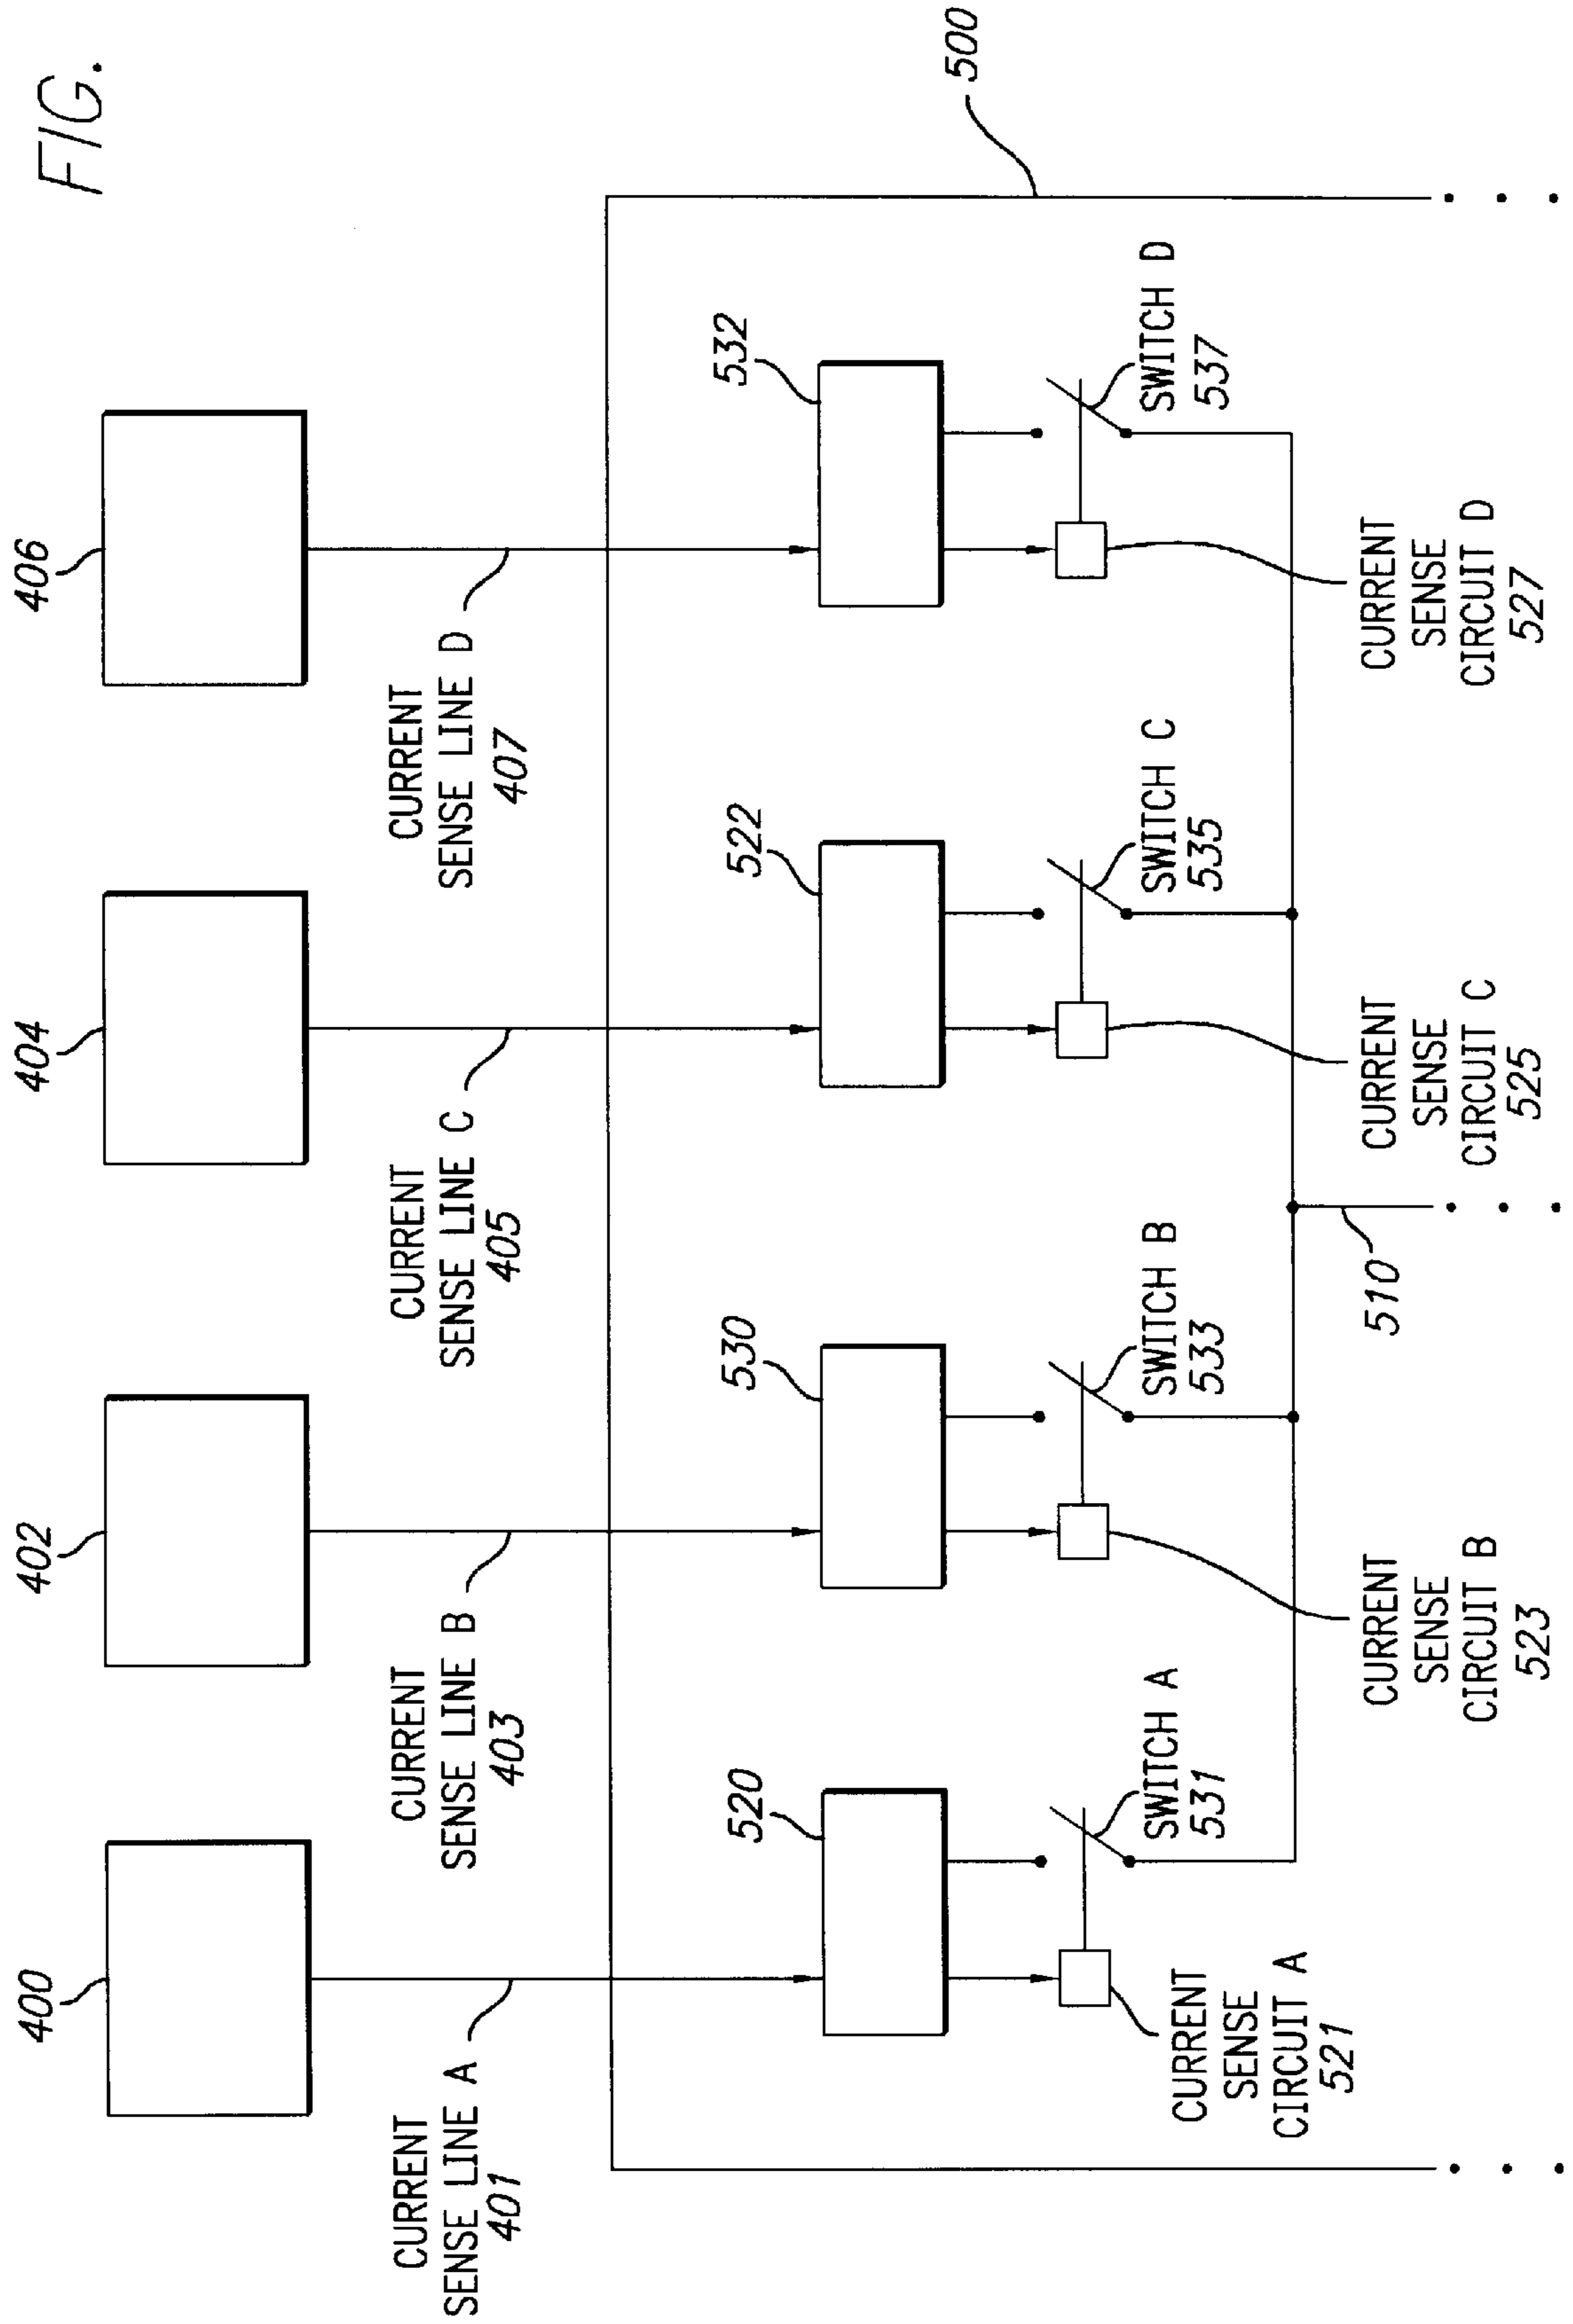 FIG.
400
402
404
406
CURRENT
SENSE LINE A
401
CURRENT
SENSE LINE B
403
CURRENT
SENSE LINE C
405
CURRENT
SENSE LINE D
407
500
520
530
522
532
SWITCH A
531
SWITCH B
533
SWITCH C
535
SWITCH D
537
CURRENT
SENSE
CIRCUIT A
521
CURRENT
SENSE
CIRCUIT B
523
510
CURRENT
SENSE
CIRCUIT C
525
CURRENT
SENSE
CIRCUIT D
527